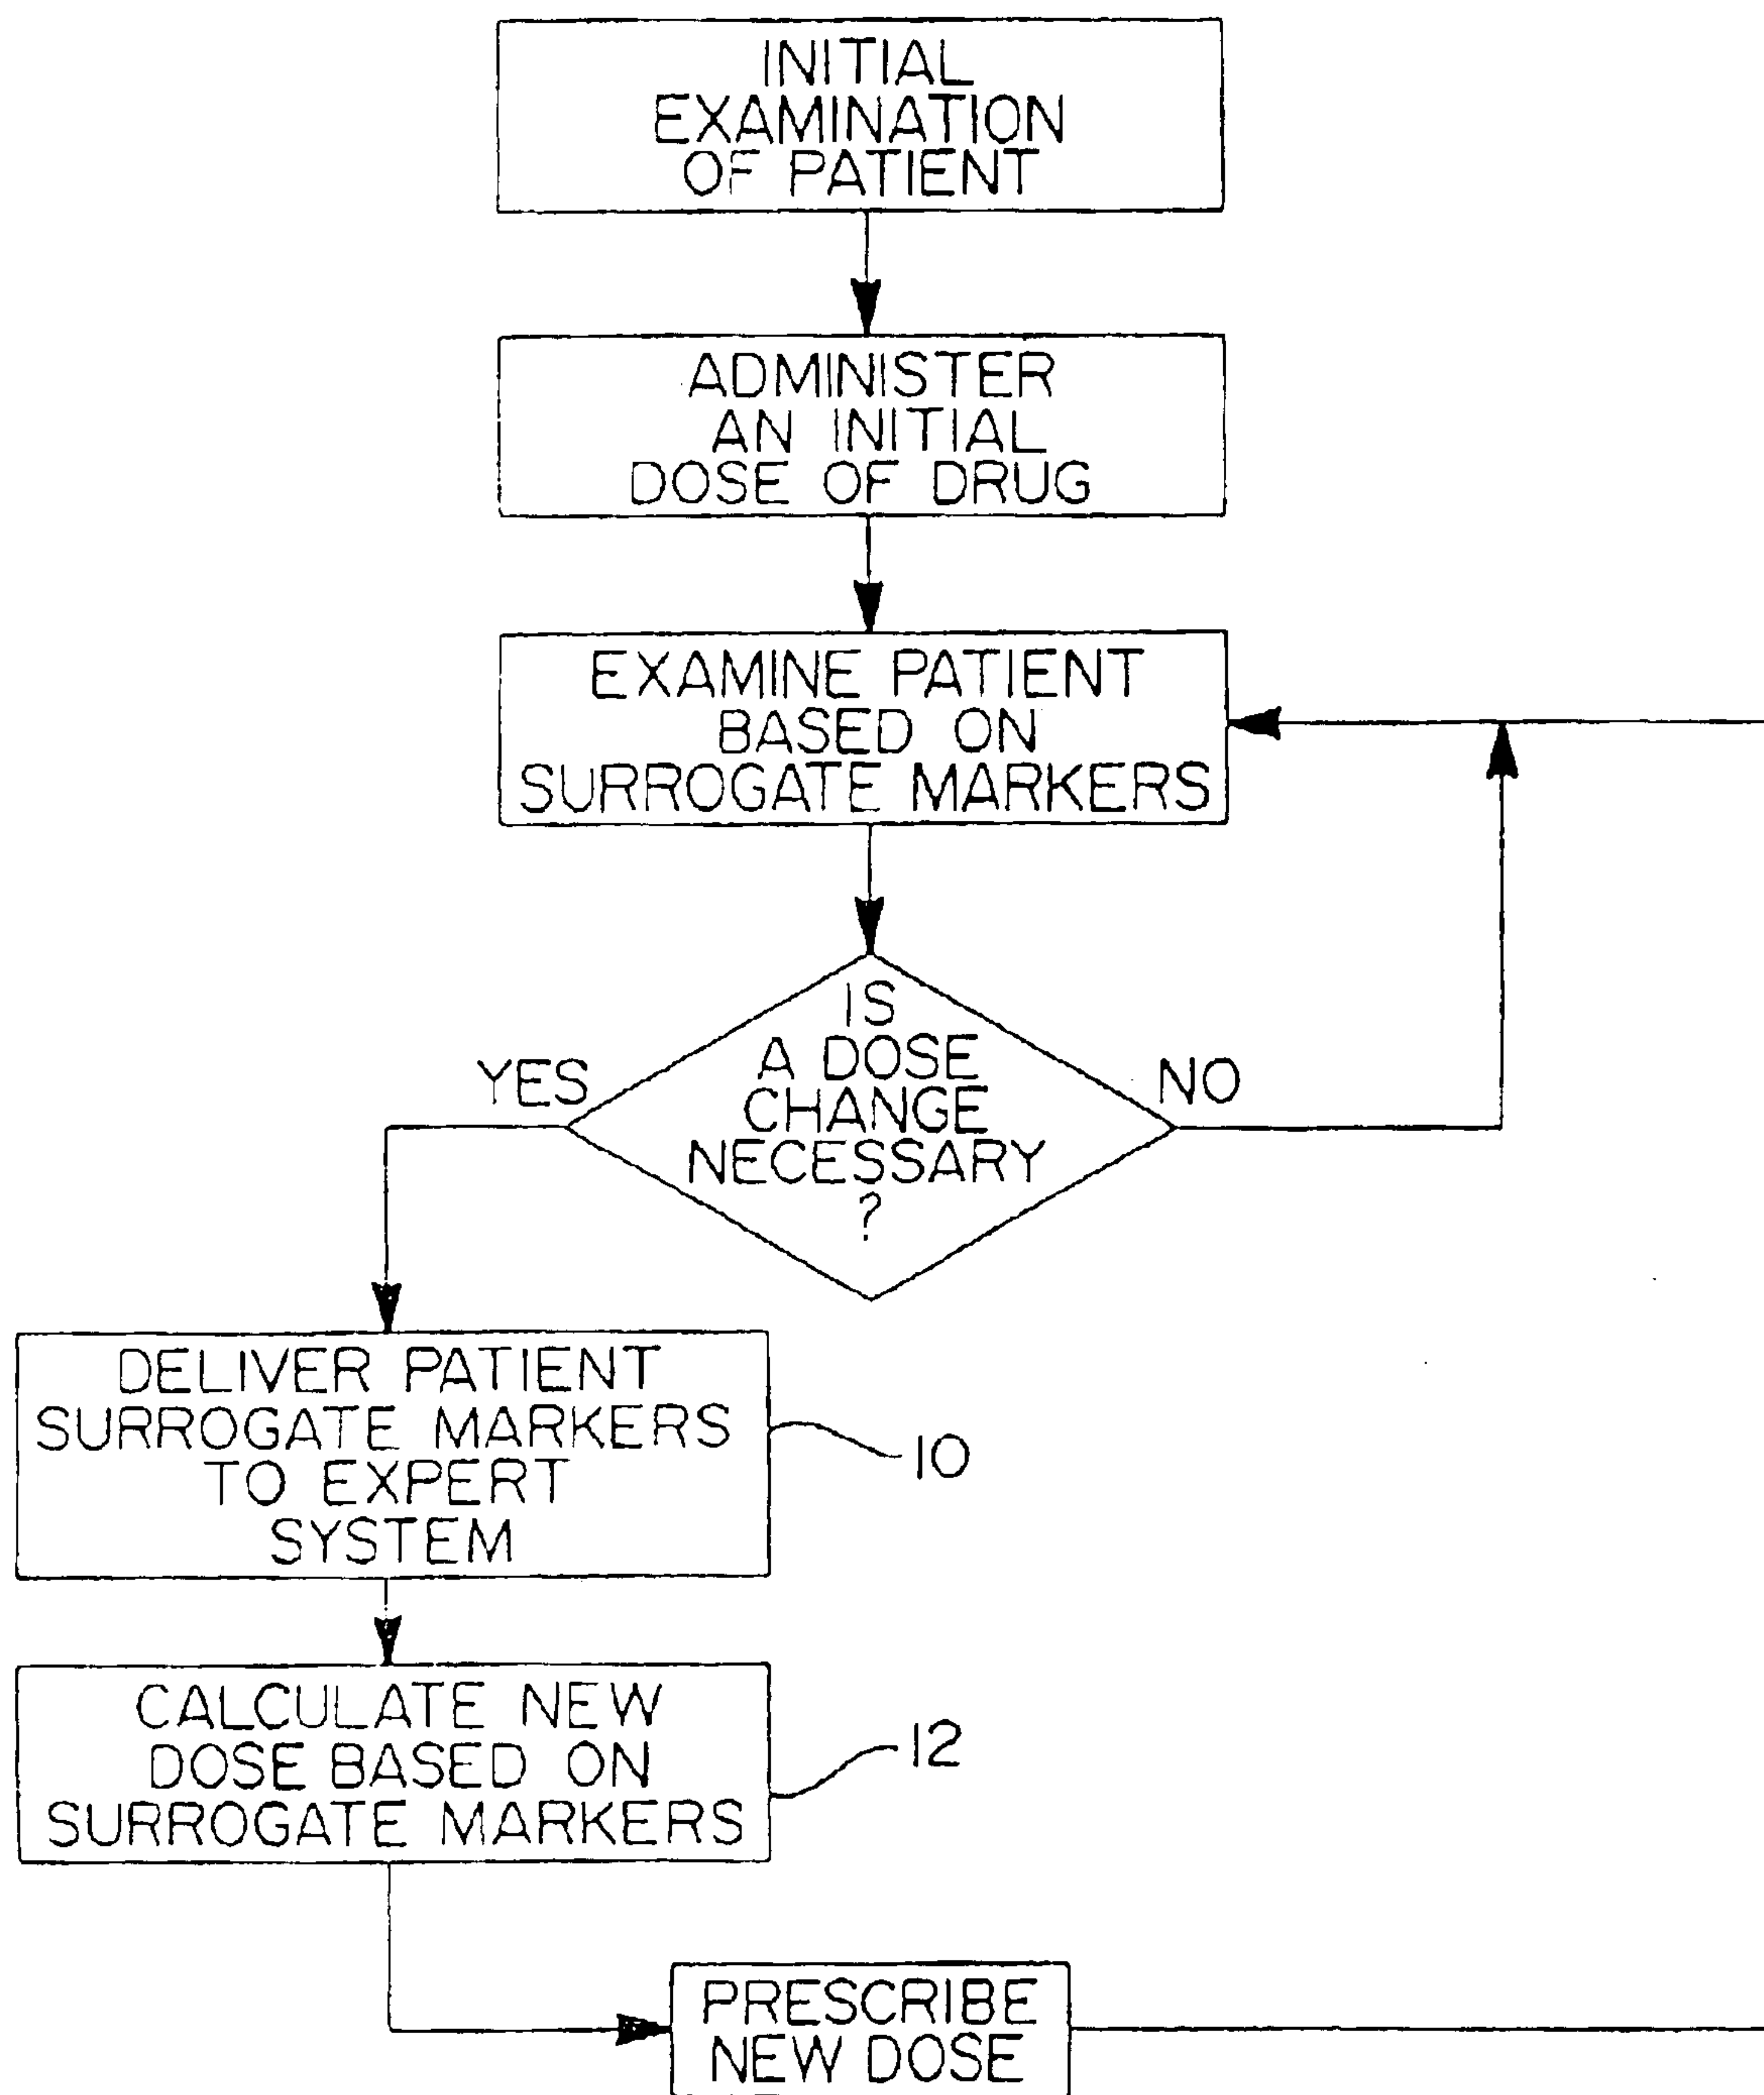 INITIAL
EXAMINATION
OF PATIENT
ADMINISTER
AN INITIAL
DOSE OF DRUG
EXAMINE PATIENT
BASED ON
SURROGATE MARKERS
IS
A DOSE
CHANGE
NECESSARY
?
YES
NO
DELIVER PATIENT
SURROGATE MARKERS
TO EXPERT
SYSTEM
10
CALCULATE NEW
DOSE BASED ON
SURROGATE MARKERS
12
PRESCRIBE
NEW DOSE